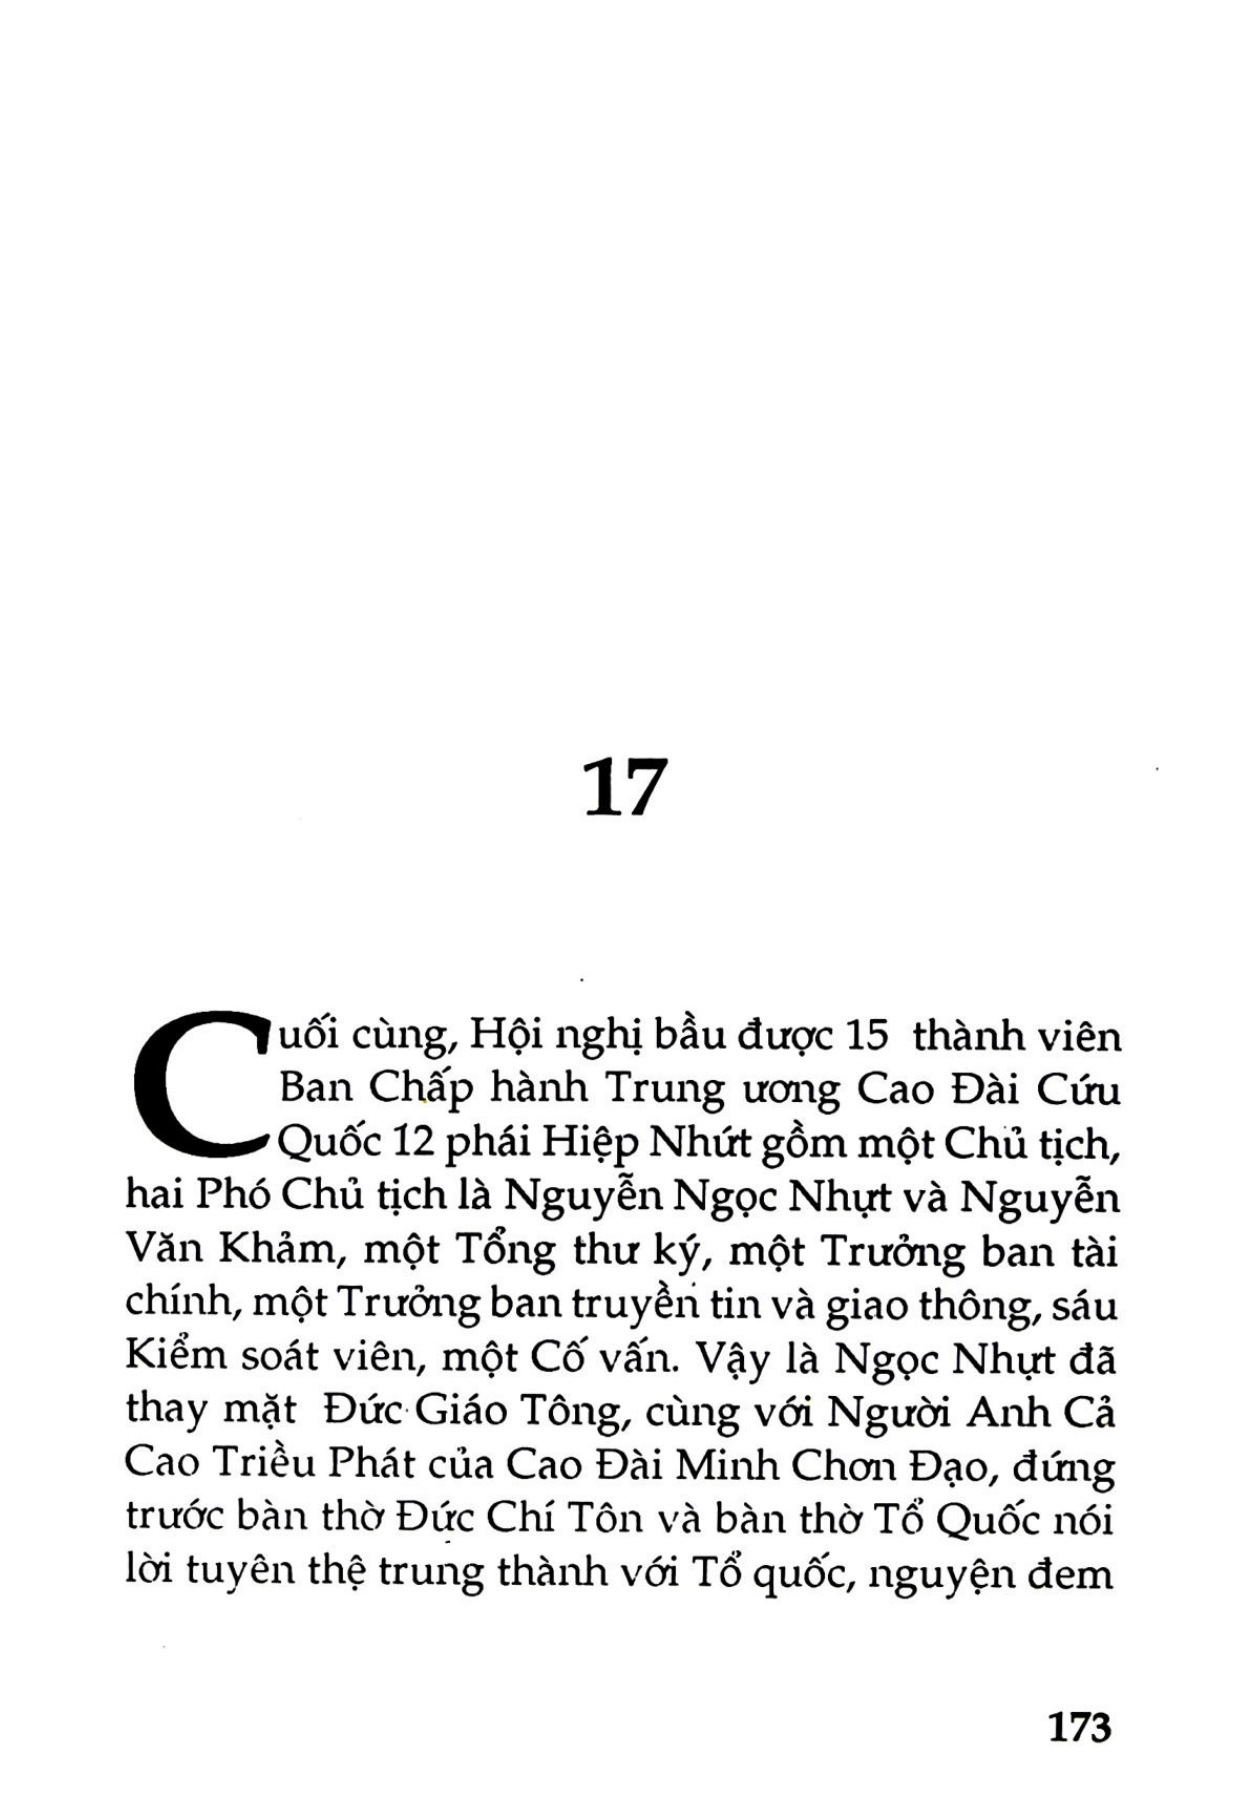 17
Cuối cùng, Hội nghị bầu được 15 thành viên
Ban Chấp hành Trung ương Cao Đài Cứu
Quốc 12 phái Hiệp Nhứt gồm một Chủ tịch,
hai Phó Chủ tịch là Nguyễn Ngọc Nhựt và Nguyễn
Văn Khảm, một Tổng thư ký, một Trưởng ban tài
chính, một Trưởng ban truyền tin và giao thông, sáu
Kiểm soát viên, một Cố vấn. Vậy là Ngọc Nhựt đã
thay mặt Đức Giáo Tông, cùng với Người Anh Cả
Cao Triều Phát của Cao Đài Minh Chơn Đạo, đứng
trước bàn thờ Đức Chí Tôn và bàn thờ Tổ Quốc nói
lời tuyên thệ trung thành với Tổ quốc, nguyện đem
173